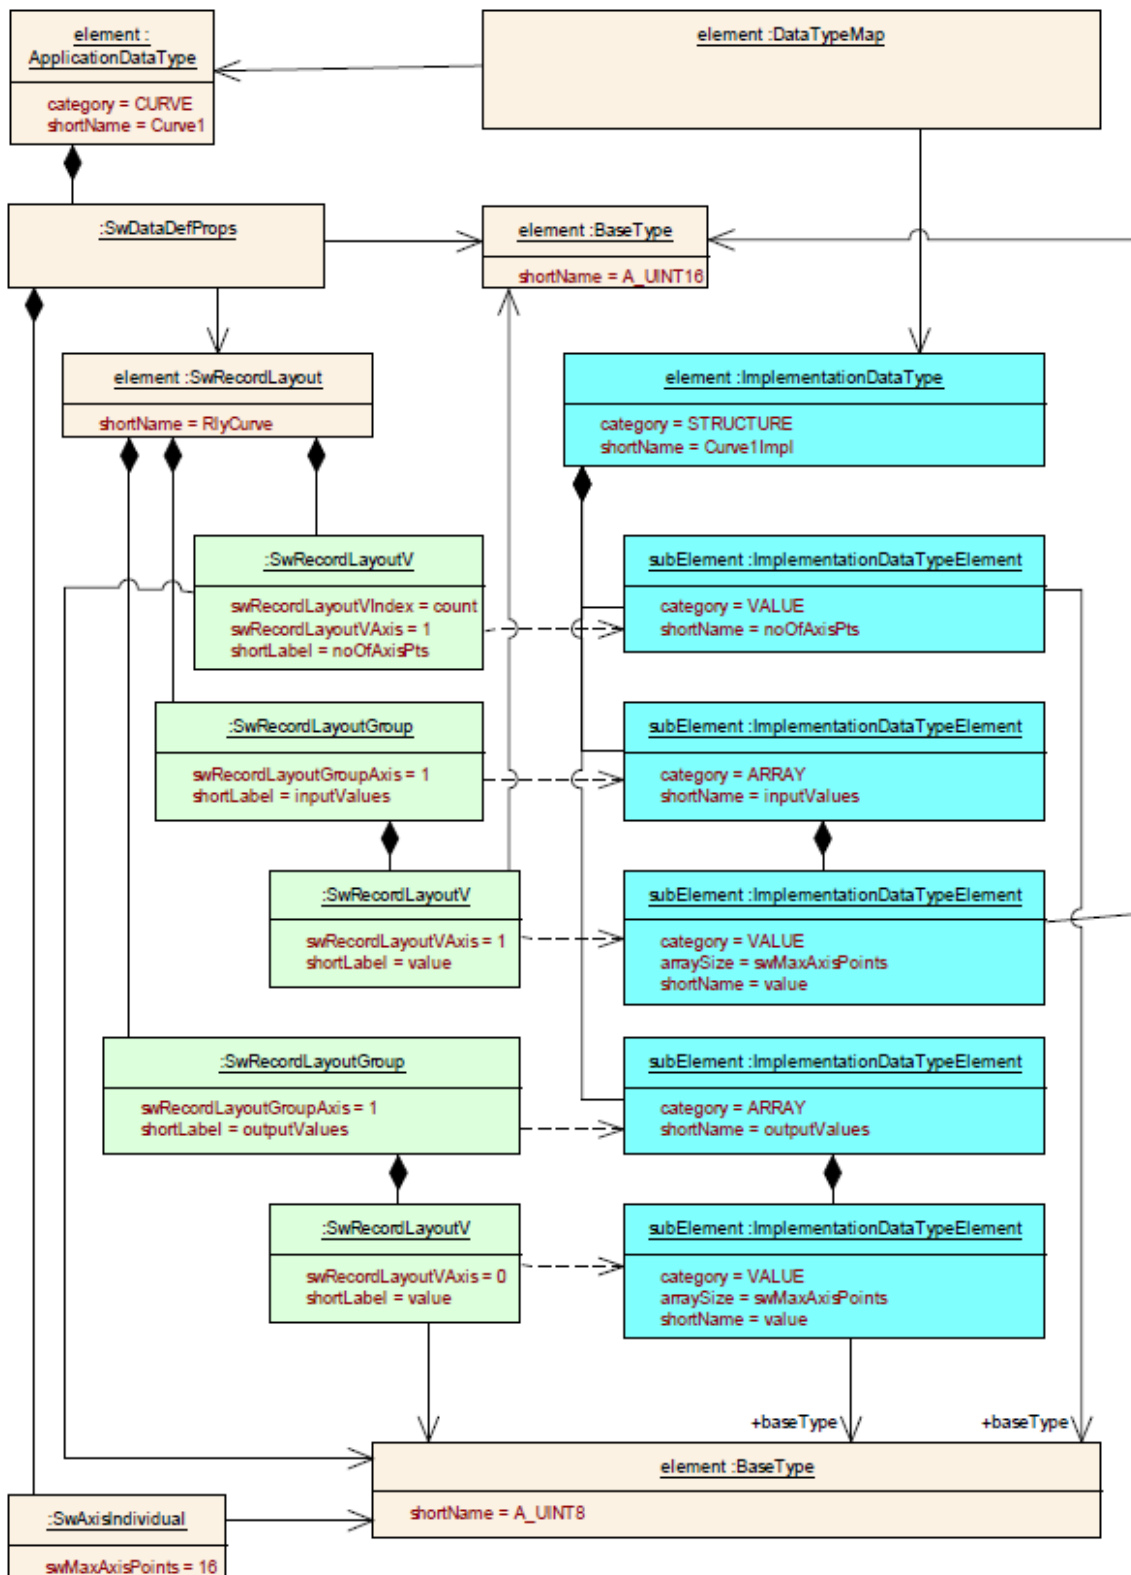 element :
ApplicationDataType
category = CURVE
shortName = Curve1
element :DataTypeMap
:SwDataDefProps
element :BaseType
shortName = A_UINT16
element :SwRecordLayout
shortName = RlyCurve
element :ImplementationDataType
category = STRUCTURE
shortName = Curve1Impl
:SwRecordLayoutV
swRecordLayoutVIndex = count
swRecordLayoutVAxis = 1
shortLabel = noOfAxisPts
subElement :ImplementationDataTypeElement
category = VALUE
shortName = noOfAxisPts
:SwRecordLayoutGroup
swRecordLayoutGroupAxis = 1
shortLabel = inputValues
subElement :ImplementationDataTypeElement
category = ARRAY
shortName = inputValues
:SwRecordLayoutV
swRecordLayoutVAxis = 1
shortLabel = value
subElement :ImplementationDataTypeElement
category = VALUE
arraySize = swMaxAxisPoints
shortName = value
:SwRecordLayoutGroup
swRecordLayoutGroupAxis = 1
shortLabel = outputValues
subElement :ImplementationDataTypeElement
category = ARRAY
shortName = outputValues
:SwRecordLayoutV
swRecordLayoutVAxis = 0
shortLabel = value
subElement :ImplementationDataTypeElement
category = VALUE
arraySize = swMaxAxisPoints
shortName = value
+baseType
+baseType
element :BaseType
shortName = A_UINT8
:SwAxisIndividual
swMaxAxisPoints = 16